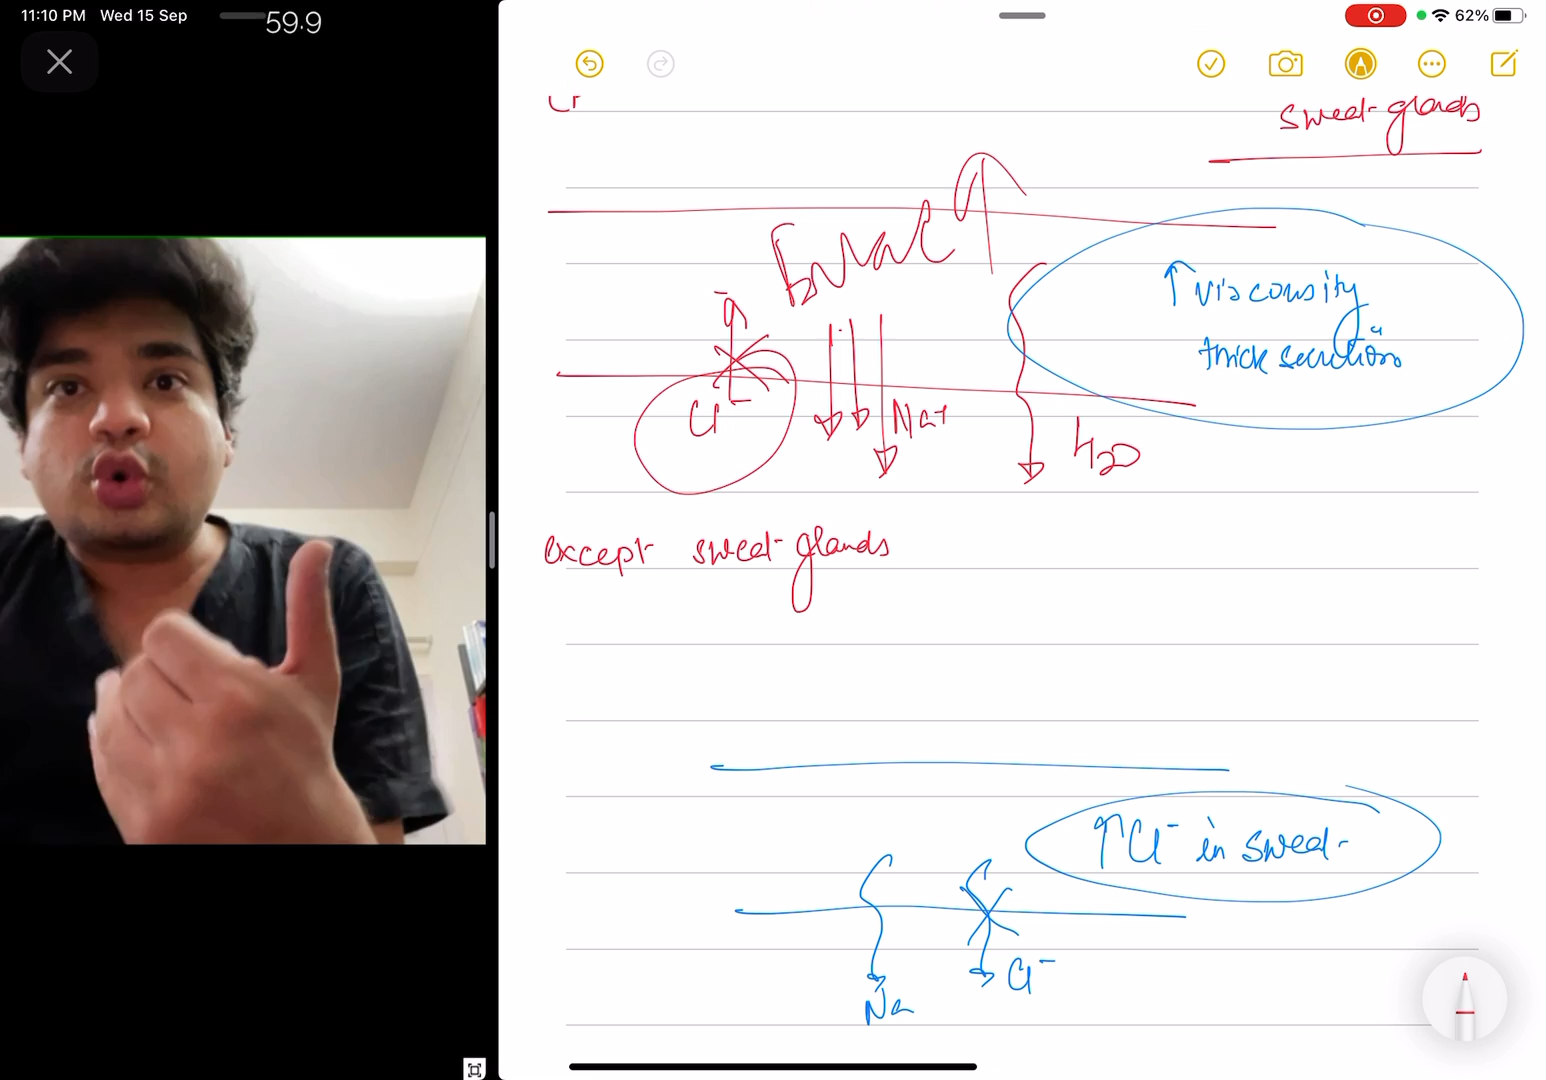 11:10 PM Wed 15 Sep
59.9
62%
Cl
sweat glands
ENaC ↑
↑ viscosity
thick secretions
Cl⁻
Na+
H2O
except sweat glands
↑ Cl⁻ in sweat
Cl⁻
Na